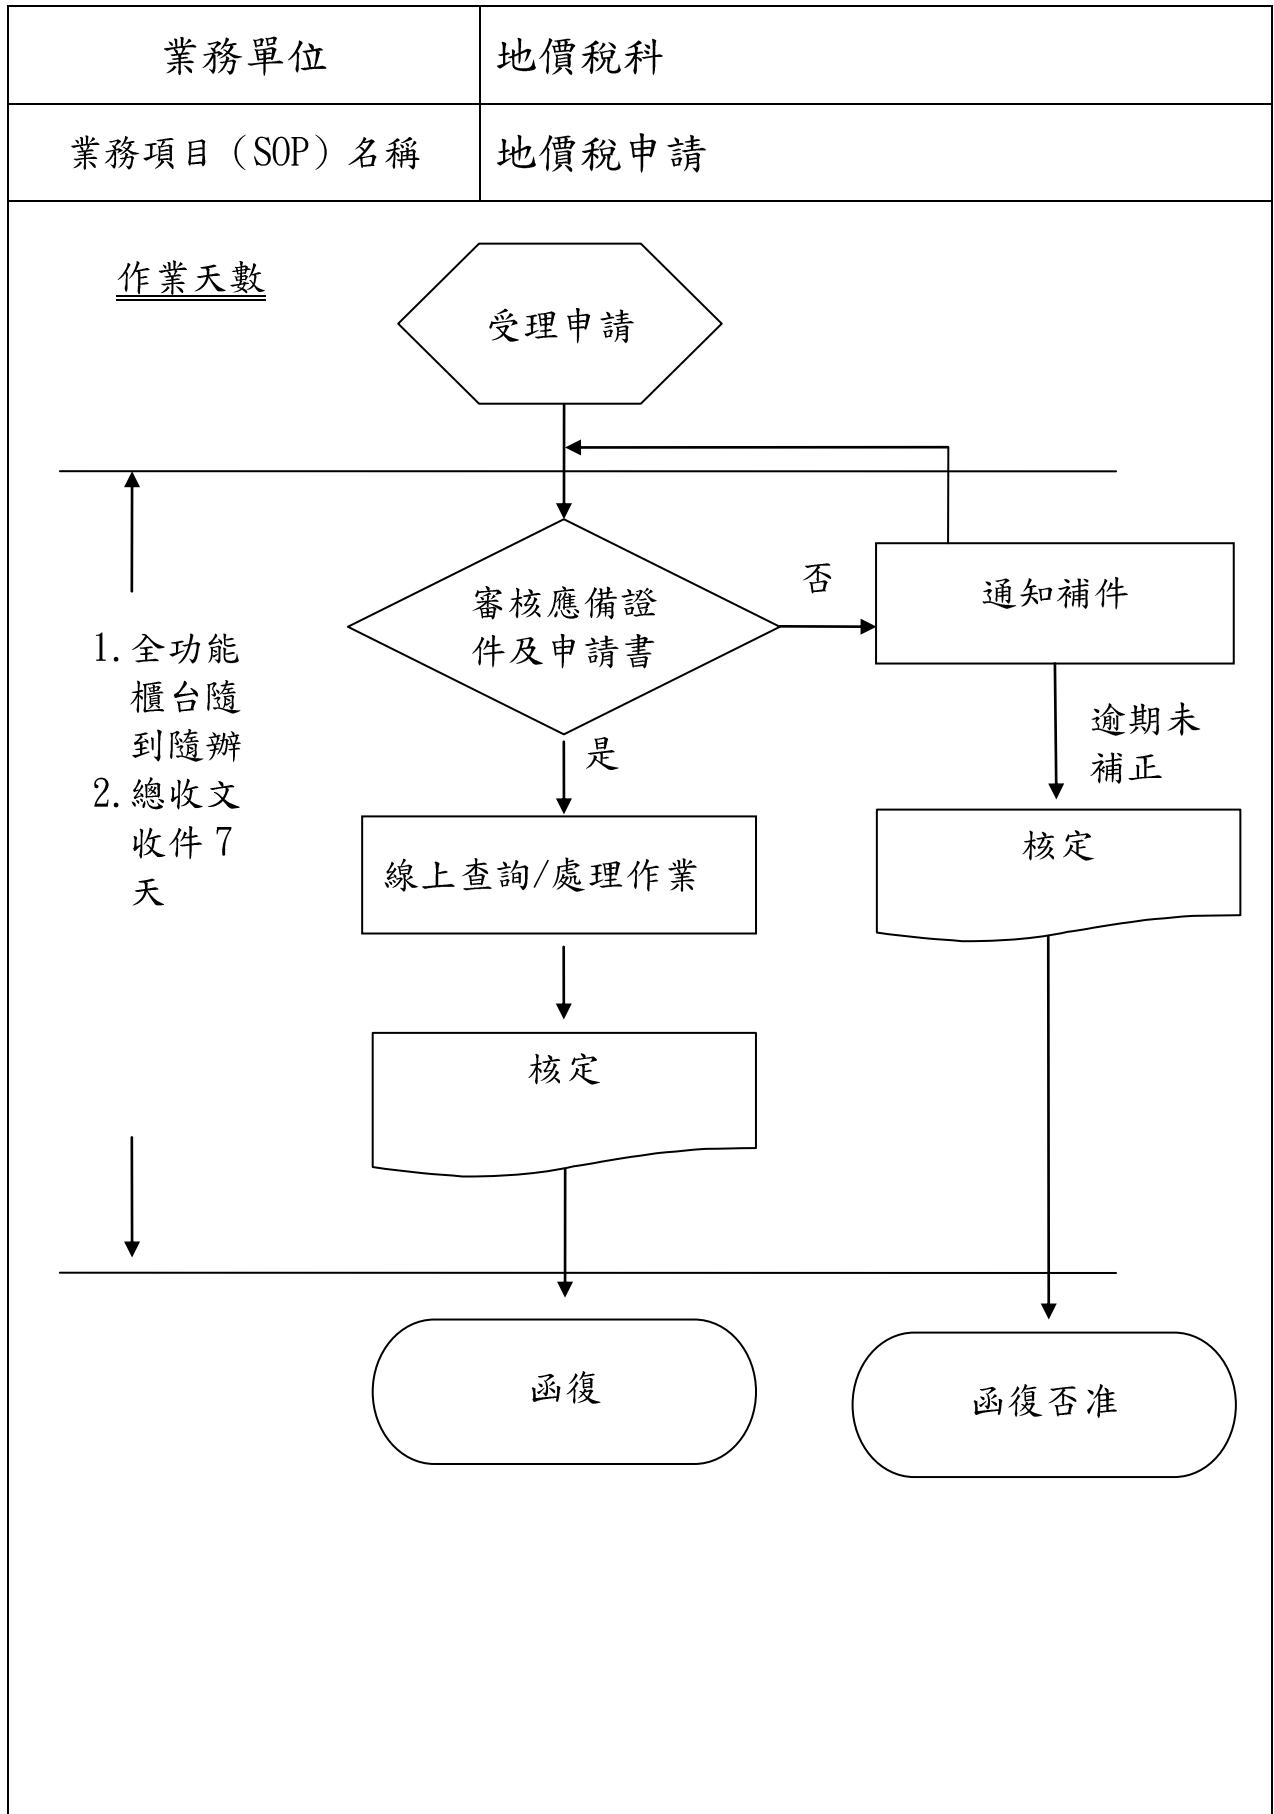 業務單位
地價稅科
業務項目（SOP）名稱
地價稅申請
作業天數
受理申請
審核應備證
件及申請書
否
通知補件
1.全功能
櫃台隨
到隨辦
2.總收文
收件7
天
逾期未
補正
是
線上查詢/處理作業
核定
核定
函復
函復否准